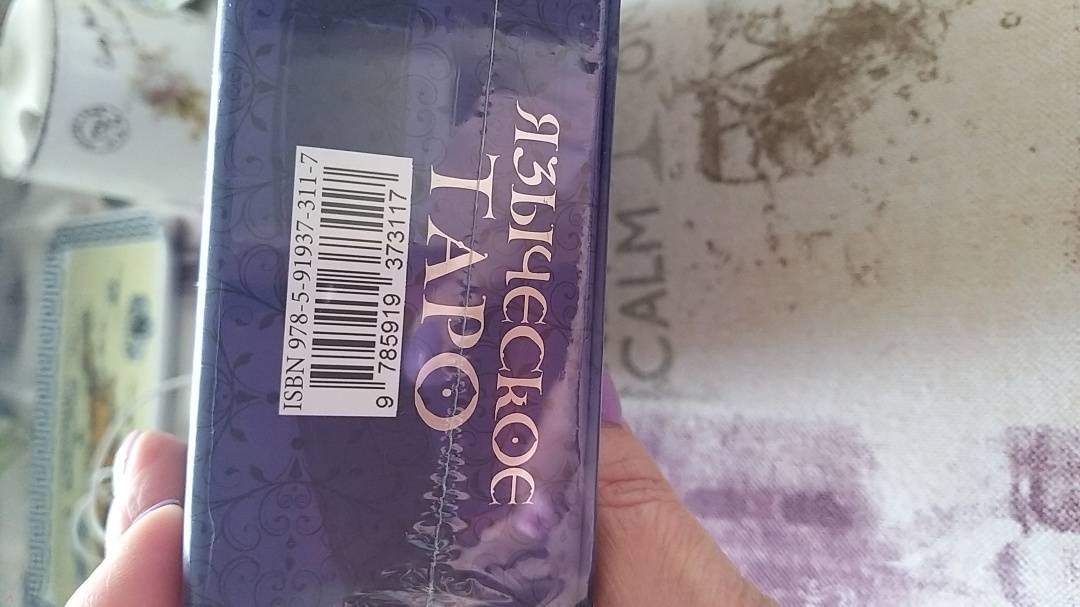 ЯЗЫЧЕСКОЕ
ТАРО
ISBN 978-5-91937-311-7
9 785919 373117
CALM